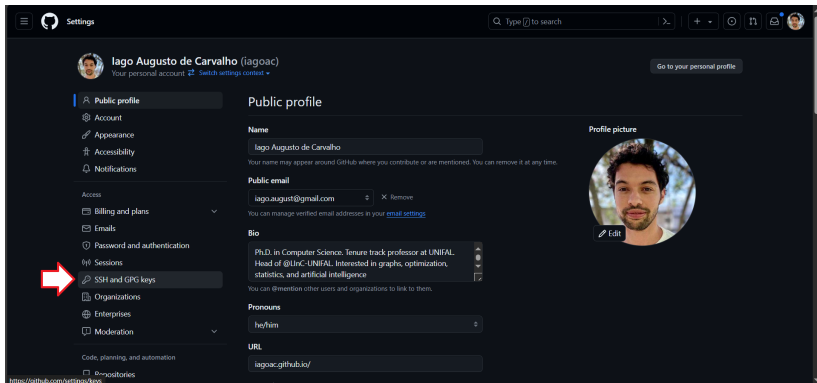 Settings
Type / to search
Iago Augusto de Carvalho (iagoac)
Your personal account Switch settings context
Go to your personal profile
Public profile
Account
Appearance
Accessibility
Notifications
Access
Billing and plans
Emails
Password and authentication
Sessions
SSH and GPG keys
Organizations
Enterprises
Moderation
Code, planning, and automation
Repositories
Public profile
Name
Iago Augusto de Carvalho
Your name may appear around GitHub where you contribute or are mentioned. You can remove it at any time.
Public email
iago.august@gmail.com
Remove
You can manage verified email addresses in your email settings
Bio
Ph.D. in Computer Science. Tenure track professor at UNIFAL.
Head of @LInC-UNIFAL. Interested in graphs, optimization,
statistics, and artificial intelligence
You can @mention other users and organizations to link to them.
Pronouns
he/him
URL
iagoac.github.io/
Profile picture
Edit
https://github.com/settings/keys